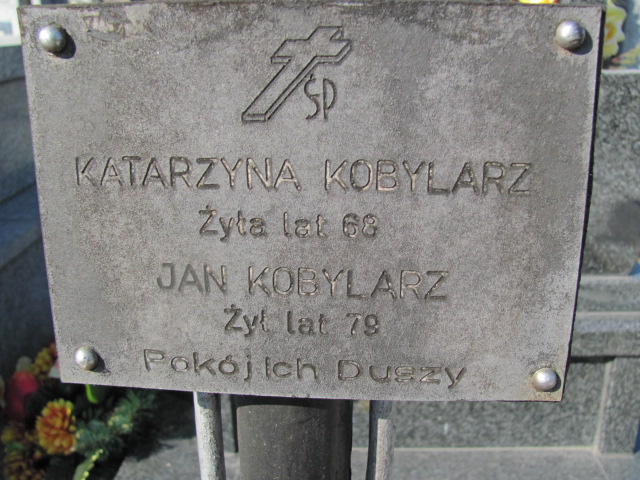 ŚP
KATARZYNA KOBYLARZ
Żyła lat 68
JAN KOBYLARZ
Żył lat 79
Pokój Ich Duszy